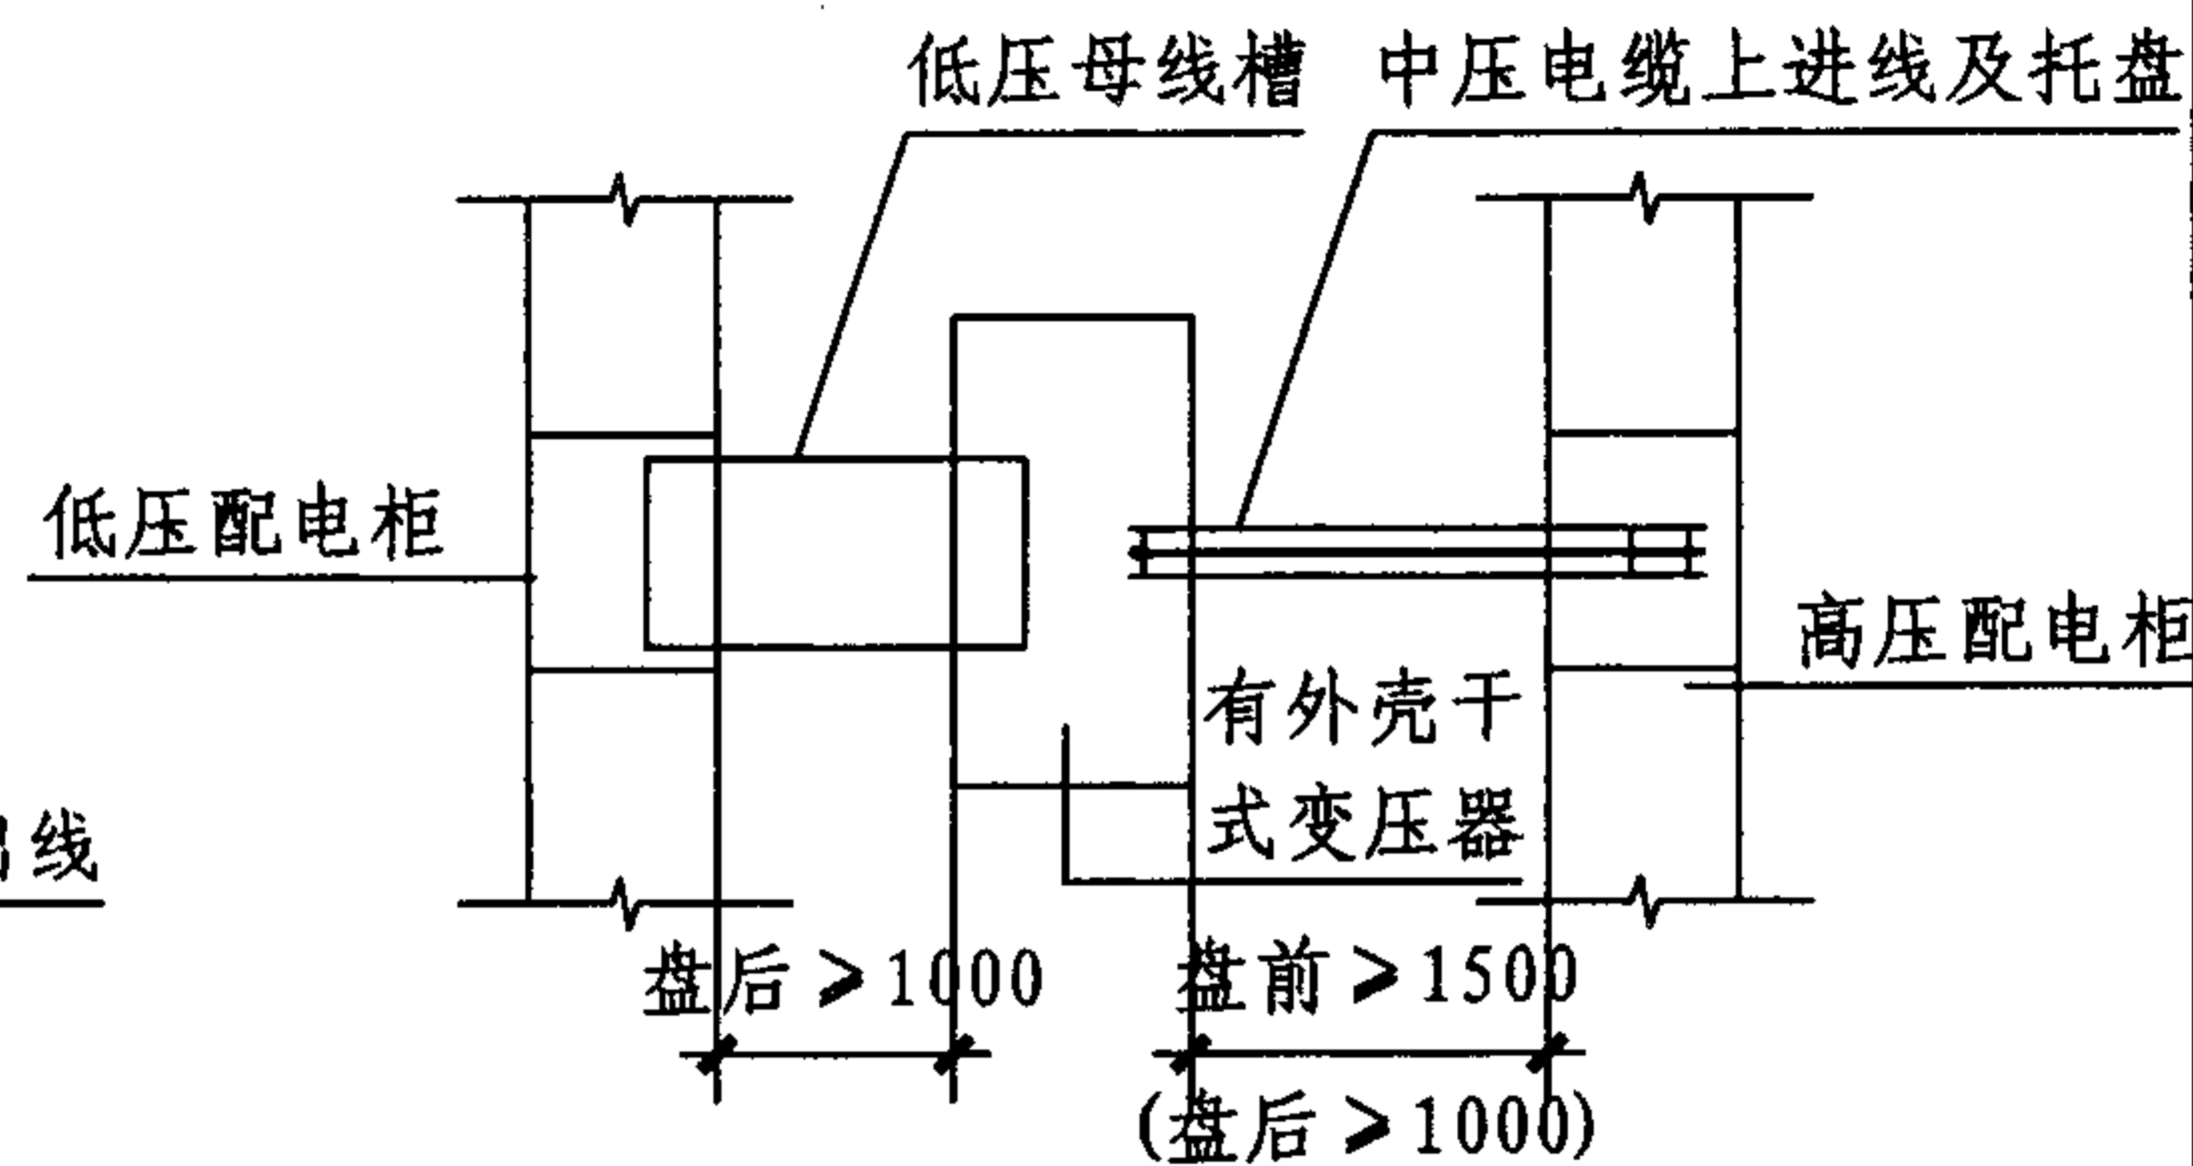 低压母线槽
中压电缆上进线及托盘
低压配电柜
高压配电柜
有外壳干
式变压器
线
盘后≥1000
盘前≥1500
(盘后≥1000)